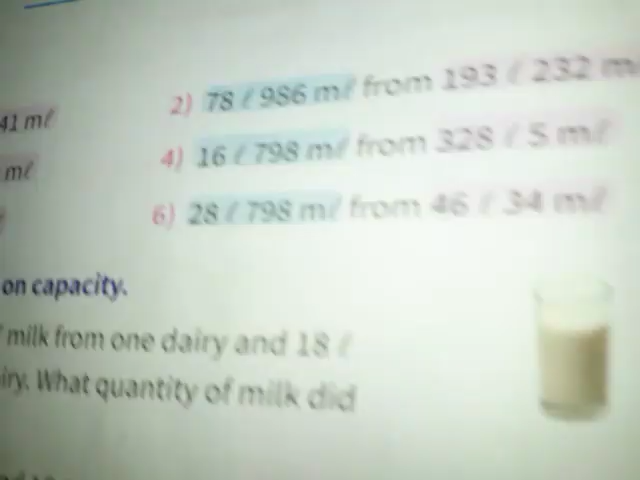 41 mℓ
2) 78 ℓ 986 mℓ from 193 ℓ 232 m
mℓ
4) 16 ℓ 798 mℓ from 328 ℓ 5 mℓ
6) 28 ℓ 798 mℓ from 46 ℓ 34 mℓ
on capacity.
milk from one dairy and 18 ℓ
iry. What quantity of milk did